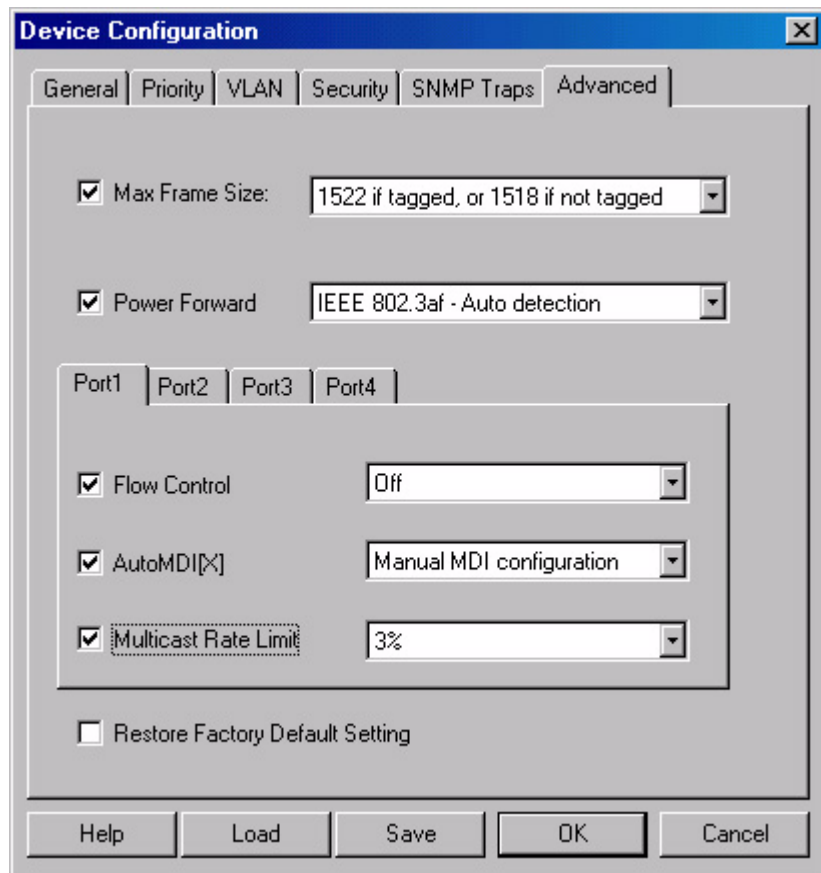 Device Configuration
General Priority VLAN Security SNMP Traps Advanced
Max Frame Size: 1522 if tagged, or 1518 if not tagged
Power Forward IEEE 802.3af - Auto detection
Port1 Port2 Port3 Port4
Flow Control Off
AutoMDI[X] Manual MDI configuration
Multicast Rate Limit 3%
Restore Factory Default Setting
Help Load Save OK Cancel